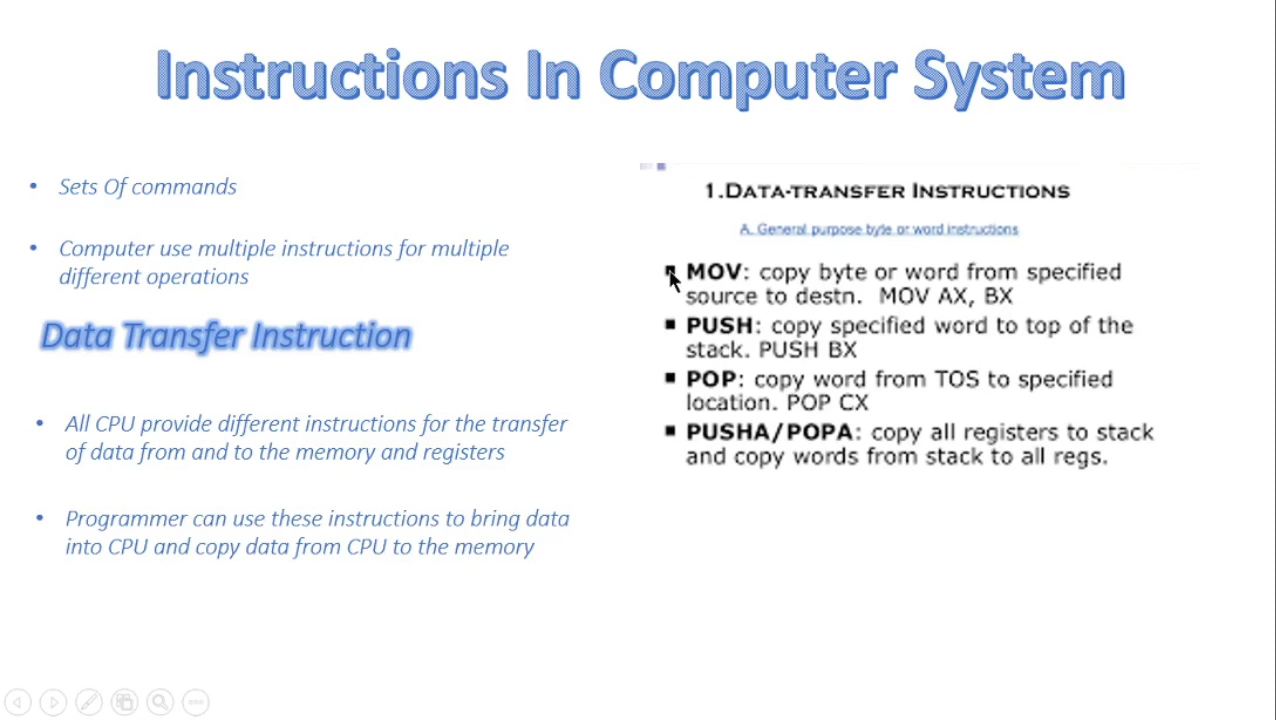 Instructions In Computer System
• Sets Of commands
• Computer use multiple instructions for multiple
different operations
Data Transfer Instruction
• All CPU provide different instructions for the transfer
of data from and to the memory and registers
• Programmer can use these instructions to bring data
into CPU and copy data from CPU to the memory
1.DATA-TRANSFER INSTRUCTIONS
A. General purpose byte or word instructions
■ MOV: copy byte or word from specified
source to destn. MOV AX, BX
■ PUSH: copy specified word to top of the
stack. PUSH BX
■ POP: copy word from TOS to specified
location. POP CX
■ PUSHA/POPA: copy all registers to stack
and copy words from stack to all regs.